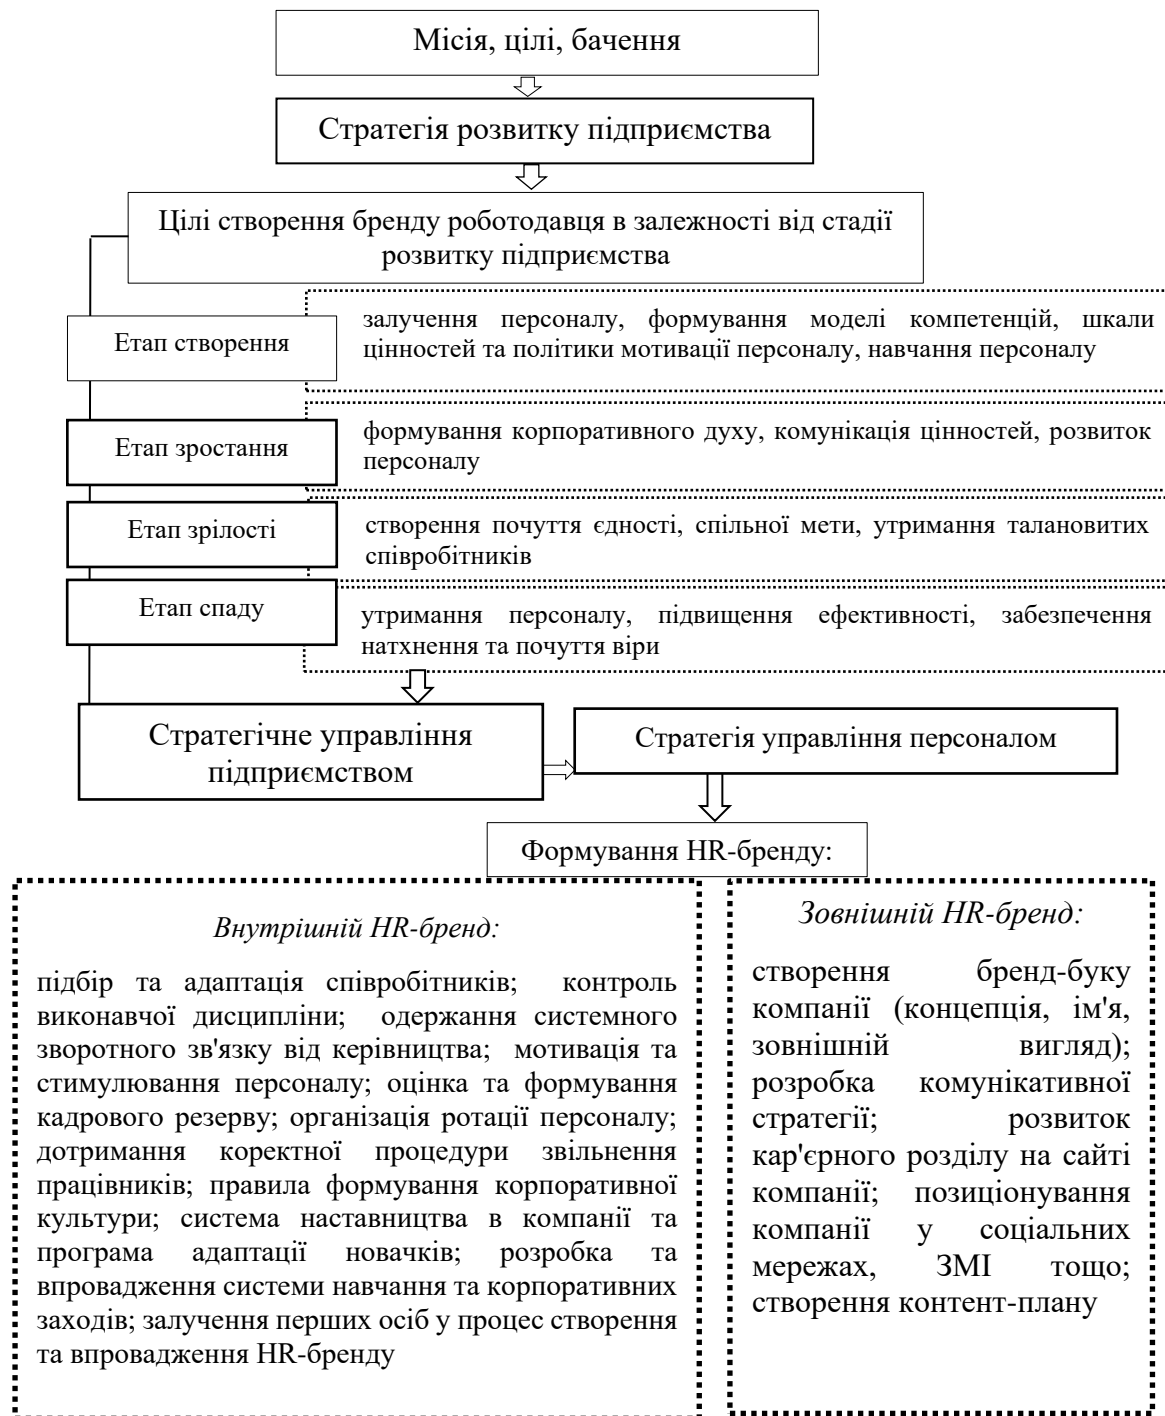 Місія, цілі, бачення
Стратегія розвитку підприємства
Цілі створення бренду роботодавця в залежності від стадії
розвитку підприємства
Етап створення
залучення персоналу, формування моделі компетенцій, шкали
цінностей та політики мотивації персоналу, навчання персоналу
Етап зростання
формування корпоративного духу, комунікація цінностей, розвиток
персоналу
Етап зрілості
створення почуття єдності, спільної мети, утримання талановитих
співробітників
Етап спаду
утримання персоналу, підвищення ефективності, забезпечення
натхнення та почуття віри
Стратегічне управління
підприємством
Стратегія управління персоналом
Формування HR-бренду:
Внутрішній HR-бренд:
підбір та адаптація співробітників; контроль
виконавчої дисципліни; одержання системного
зворотного зв'язку від керівництва; мотивація та
стимулювання персоналу; оцінка та формування
кадрового резерву; організація ротації персоналу;
дотримання коректної процедури звільнення
працівників; правила формування корпоративної
культури; система наставництва в компанії та
програма адаптації новачків; розробка та
впровадження системи навчання та корпоративних
заходів; залучення перших осіб у процес створення
та впровадження HR-бренду
Зовнішній HR-бренд:
створення бренд-буку
компанії (концепція, ім'я,
зовнішній вигляд);
розробка комунікативної
стратегії; розвиток
кар'єрного розділу на сайті
компанії; позиціонування
компанії у соціальних
мережах, ЗМІ тощо;
створення контент-плану